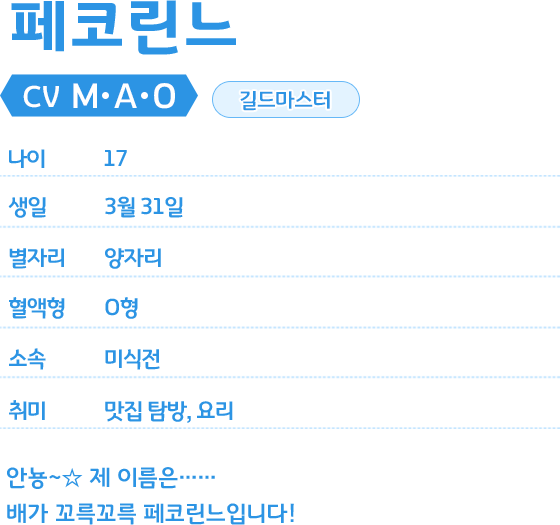 페코린느
CV M·A·O 길드마스터
나이 17
생일 3월 31일
별자리 양자리
혈액형 O형
소속 미식전
취미 맛집 탐방, 요리
안뇽~☆ 제 이름은……
배가 꼬륵꼬륵 페코린느입니다!